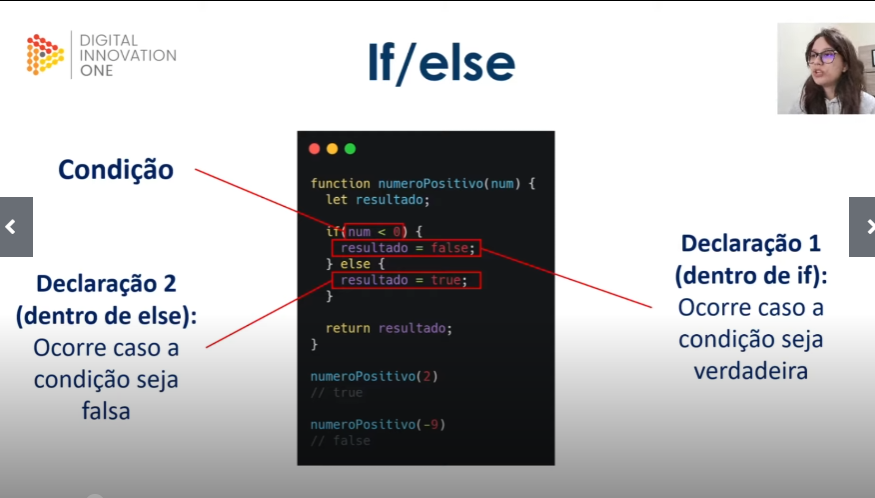 DIGITAL
INNOVATION
ONE
If/else
Condição
function numeroPositivo(num) {
let resultado;
if(num < 0) {
resultado = false;
} else {
resultado = true;
}
return resultado;
}
numeroPositivo(2)
// true
numeroPositivo(-9)
// false
Declaração 2
(dentro de else):
Ocorre caso a
condição seja
falsa
Declaração 1
(dentro de if):
Ocorre caso a
condição seja
verdadeira